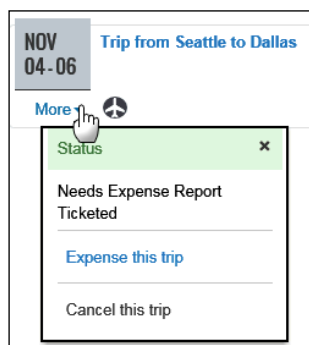 NOV
04-06
Trip from Seattle to Dallas
More
Status ×
Needs Expense Report
Ticketed
Expense this trip
Cancel this trip